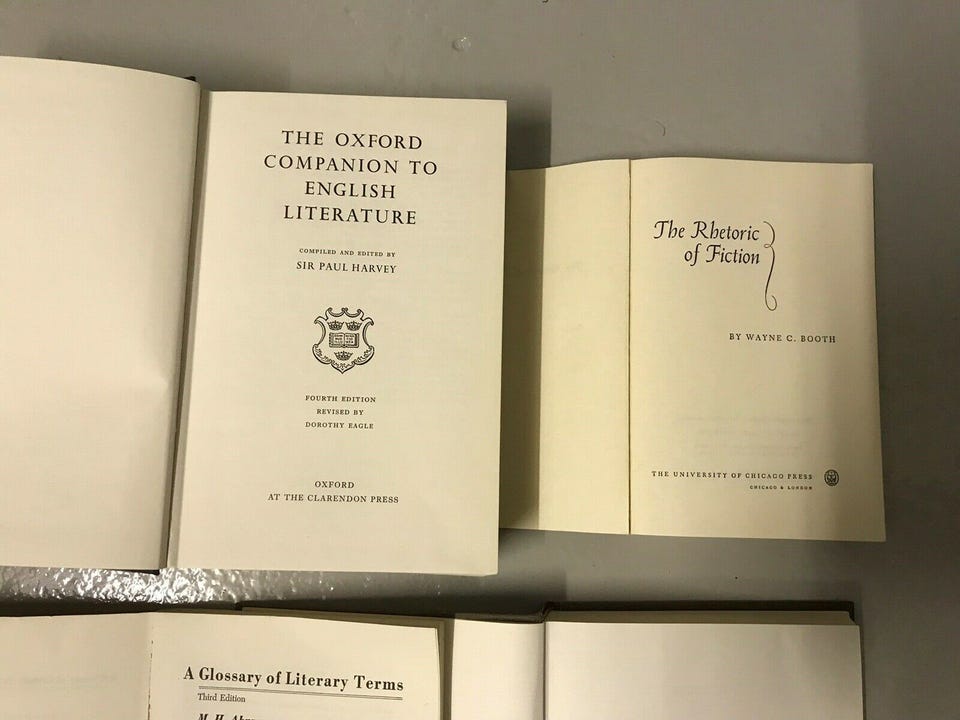 THE OXFORD
COMPANION TO
ENGLISH
LITERATURE
COMPILED AND EDITED BY
SIR PAUL HARVEY
FOURTH EDITION
REVISED BY
DOROTHY EAGLE
OXFORD
AT THE CLARENDON PRESS
The Rhetoric
of Fiction
BY WAYNE C. BOOTH
THE UNIVERSITY OF CHICAGO PRESS
CHICAGO & LONDON
A Glossary of Literary Terms
Third Edition
M. H.